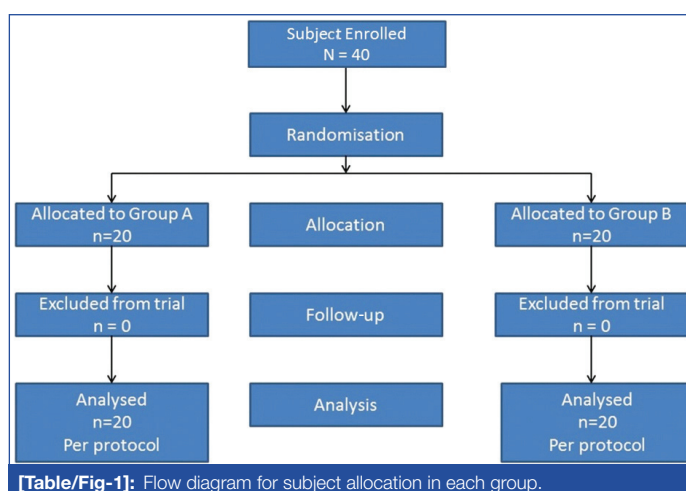 Subject Enrolled
N = 40
Randomisation
Allocated to Group A
n=20
Allocation
Allocated to Group B
n=20
Excluded from trial
n = 0
Follow-up
Excluded from trial
n = 0
Analysed
n=20
Per protocol
Analysis
Analysed
n=20
Per protocol
[Table/Fig-1]: Flow diagram for subject allocation in each group.